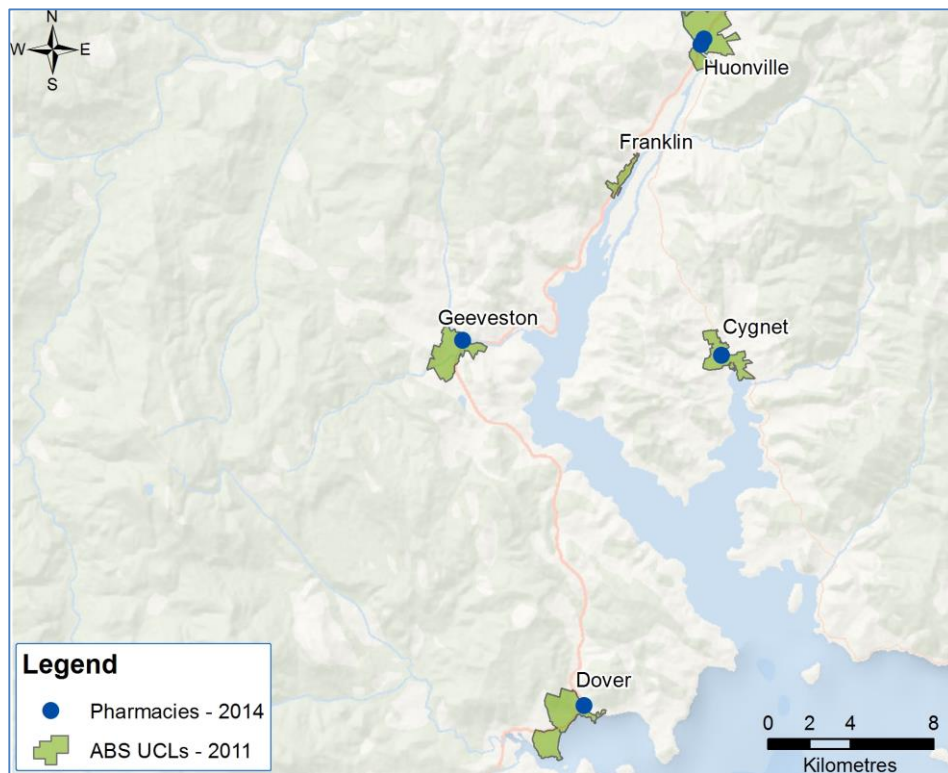 N
W E
S
Huonville
Franklin
Geeveston
Cygnet
Dover
Legend
Pharmacies - 2014
ABS UCLs - 2011
0 2 4 8
Kilometres